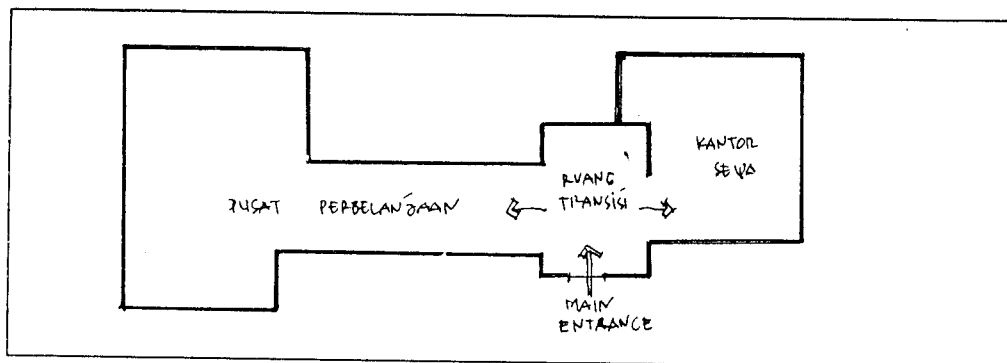 KANTOR
SEWA
RUANG
TRANSISI
PUSAT PERBELANJAAN
MAIN
ENTRANCE